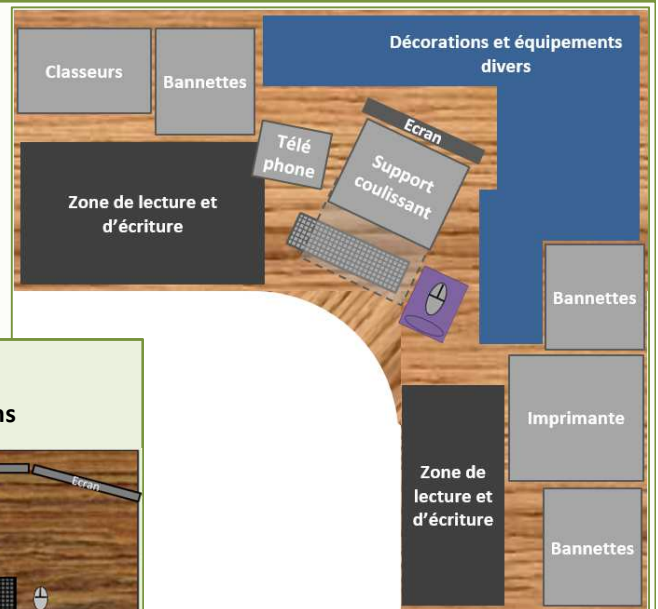 Décorations et équipements
divers
Classeurs
Bannettes
Ecran
Télé
phone
Support
coulissant
Zone de lecture et
d'écriture
Bannettes
Imprimante
Zone de
lecture et
d'écriture
Bannettes
Ecran